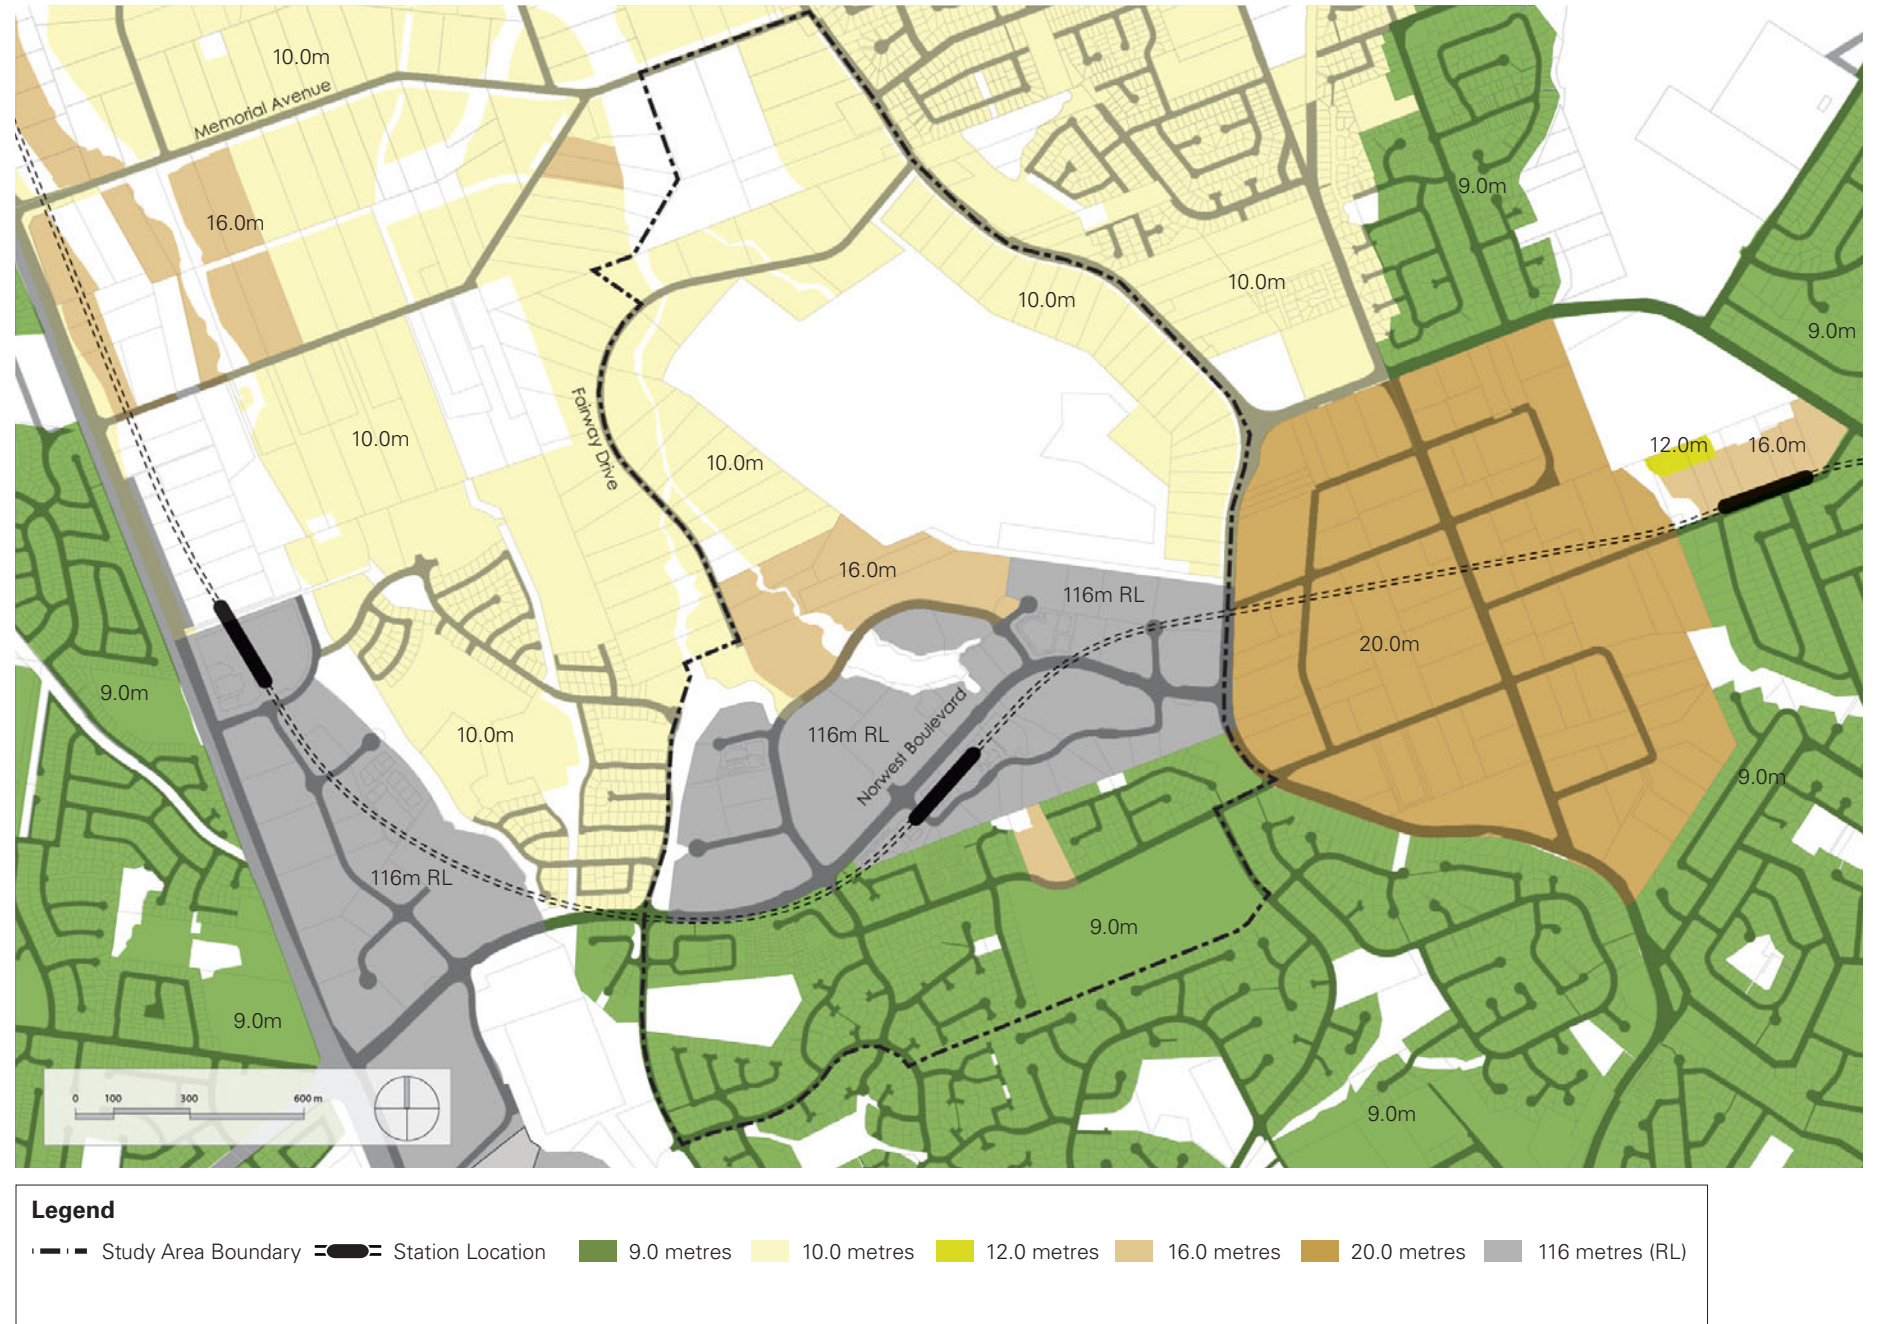 10.0m
Memorial Avenue
9.0m
16.0m
10.0m
10.0m
9.0m
Fairway Drive
10.0m
12.0m
16.0m
10.0m
16.0m
116m RL
20.0m
9.0m
10.0m
116m RL
Norwest Boulevard
9.0m
116m RL
9.0m
9.0m
9.0m
0 100 300 600 m
Legend
Study Area Boundary
Station Location
9.0 metres
10.0 metres
12.0 metres
16.0 metres
20.0 metres
116 metres (RL)